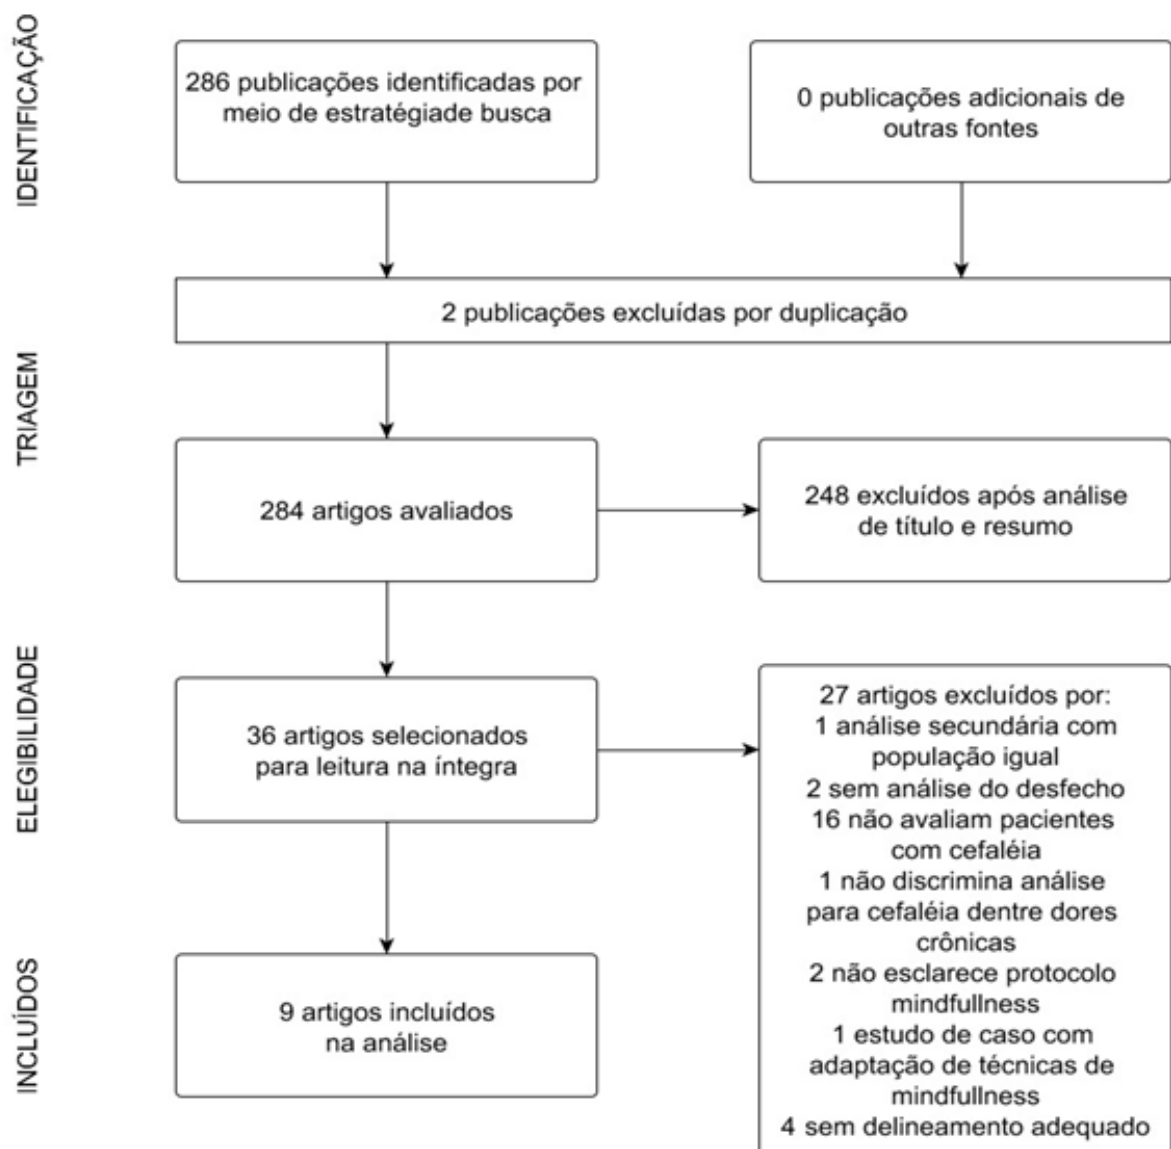 IDENTIFICAÇÃO
286 publicações identificadas por
meio de estratégiade busca
0 publicações adicionais de
outras fontes
2 publicações excluídas por duplicação
TRIAGEM
284 artigos avaliados
248 excluídos após análise
de título e resumo
ELEGIBILIDADE
36 artigos selecionados
para leitura na íntegra
27 artigos excluídos por:
1 análise secundária com
população igual
2 sem análise do desfecho
16 não avaliam pacientes
com cefaléia
1 não discrimina análise
para cefaléia dentre dores
crônicas
2 não esclarece protocolo
mindfullness
1 estudo de caso com
adaptação de técnicas de
mindfullness
4 sem delineamento adequado
INCLUÍDOS
9 artigos incluídos
na análise